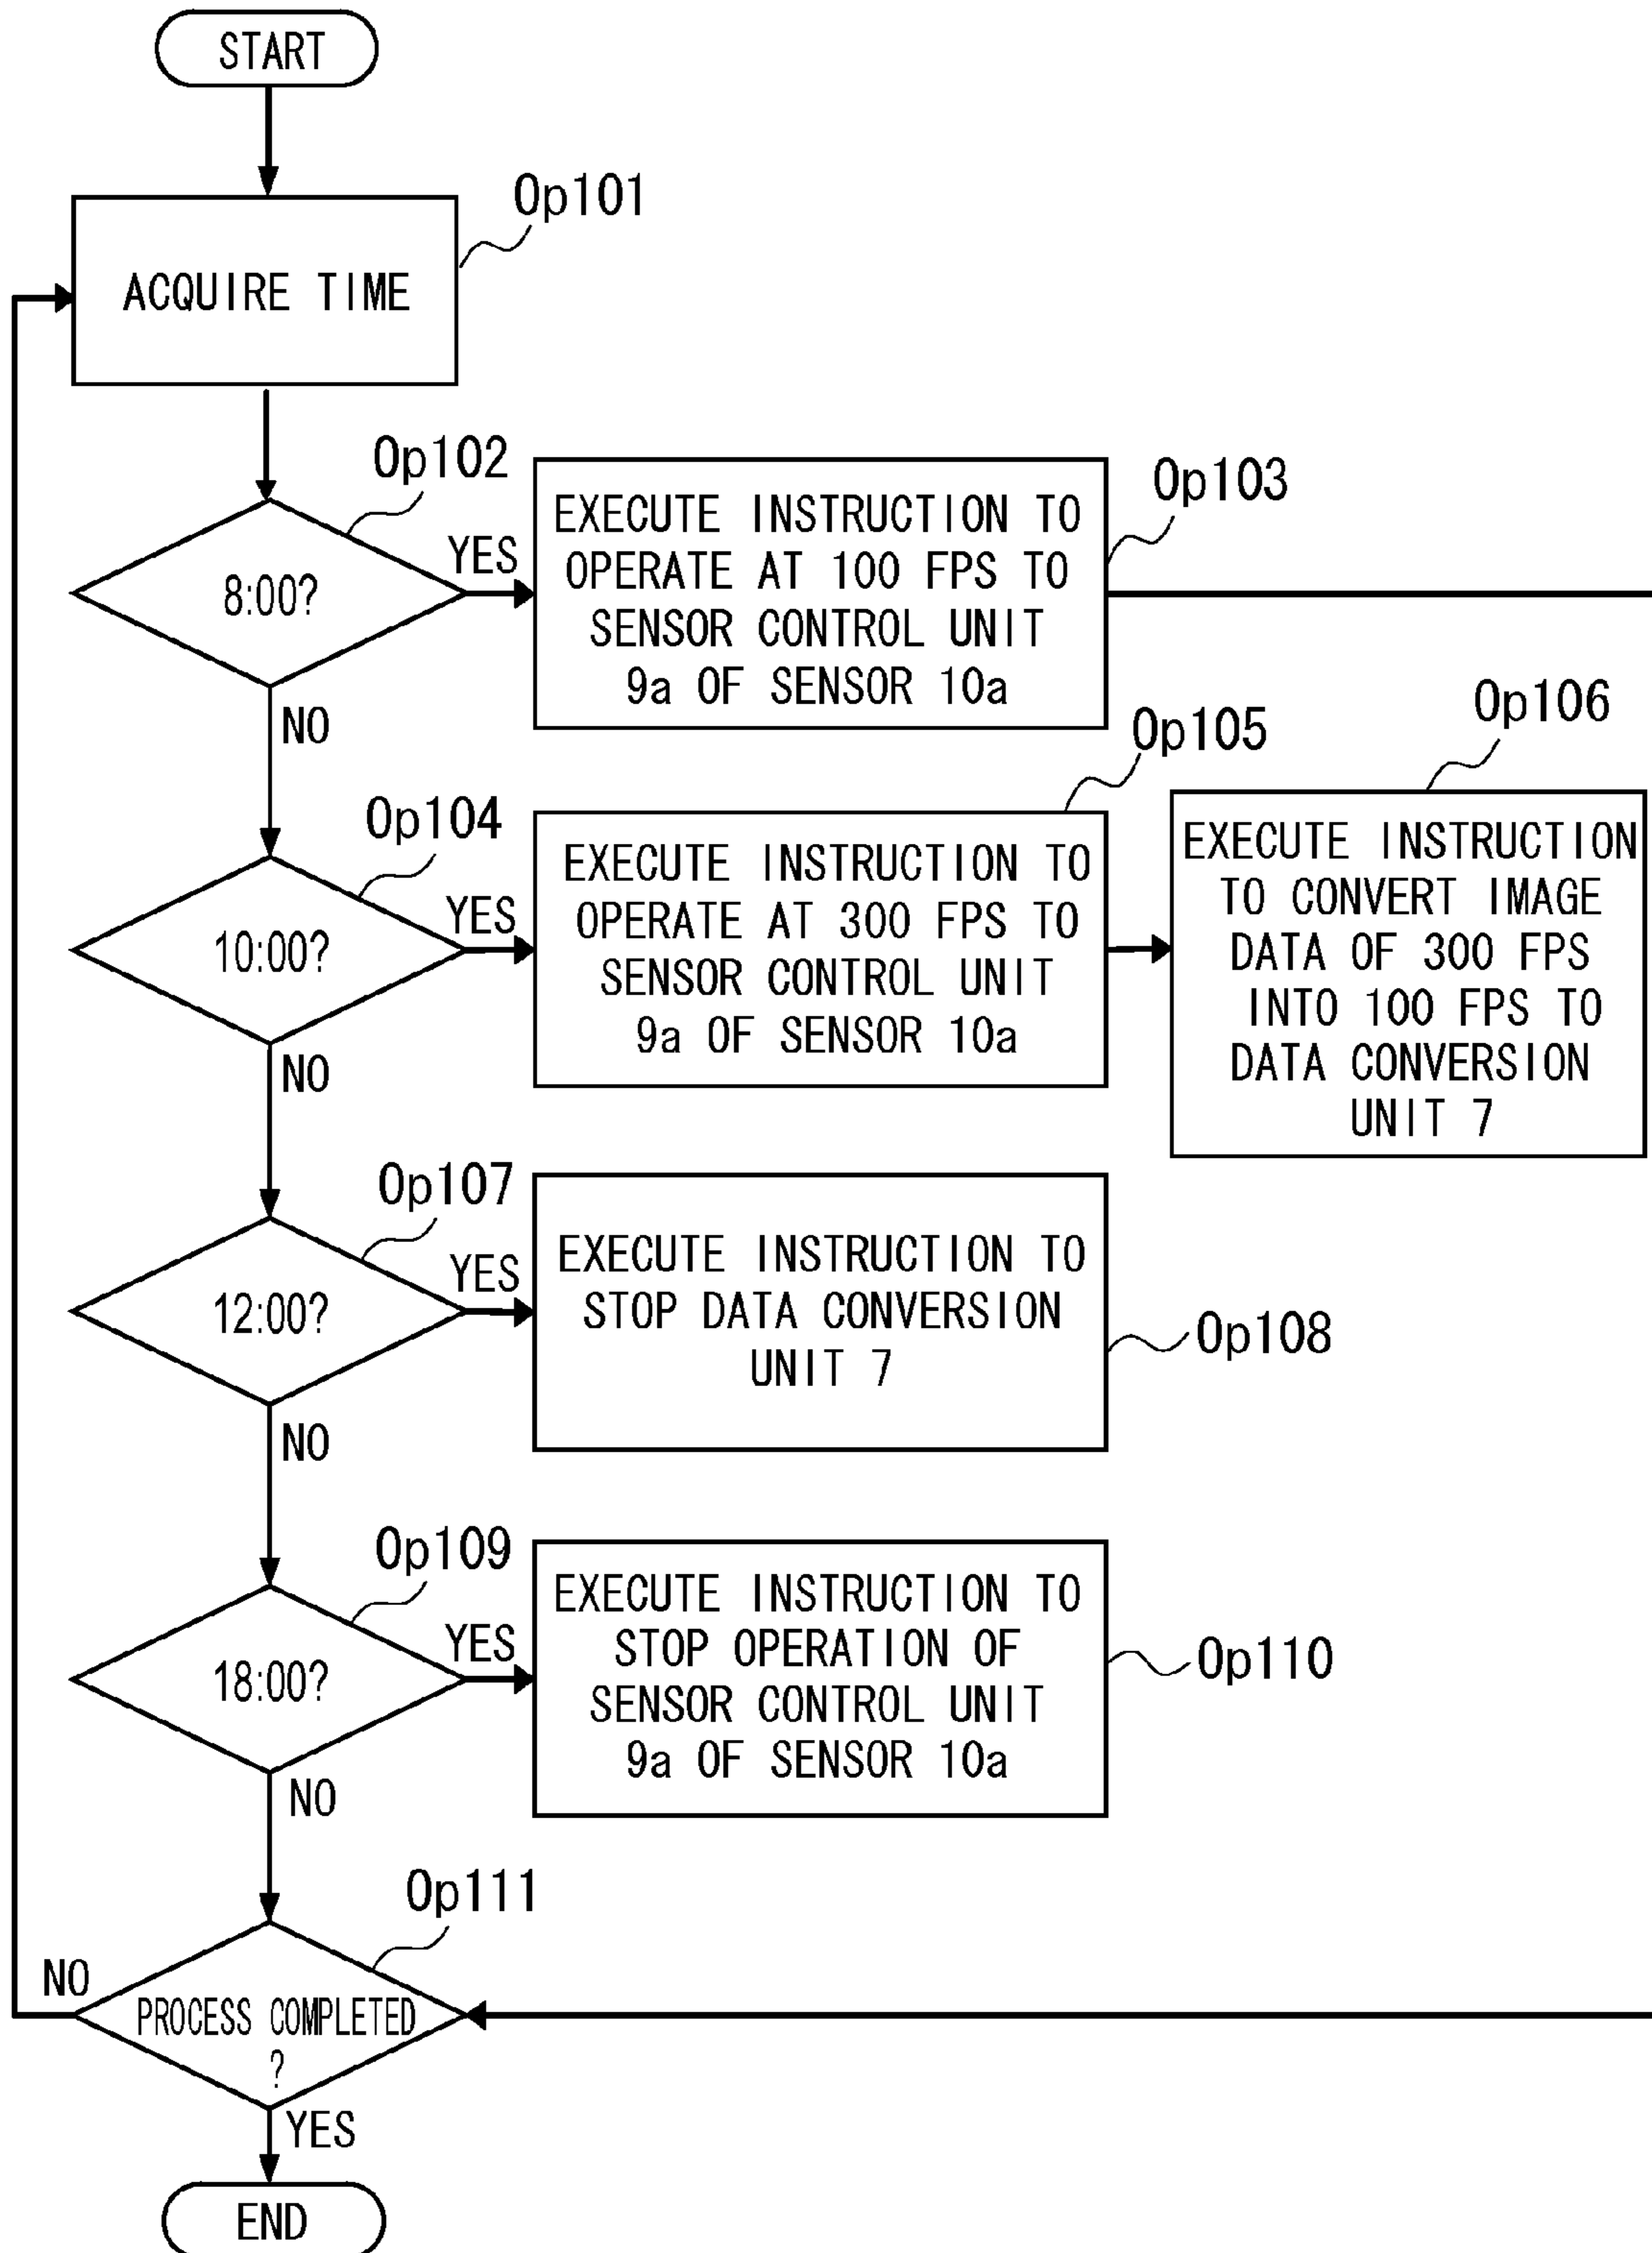 START
Op101
ACQUIRE TIME
Op102
8:00?
YES
NO
Op103
EXECUTE INSTRUCTION TO
OPERATE AT 100 FPS TO
SENSOR CONTROL UNIT
9a OF SENSOR 10a
Op104
10:00?
YES
NO
Op105
EXECUTE INSTRUCTION TO
OPERATE AT 300 FPS TO
SENSOR CONTROL UNIT
9a OF SENSOR 10a
Op106
EXECUTE INSTRUCTION
TO CONVERT IMAGE
DATA OF 300 FPS
INTO 100 FPS TO
DATA CONVERSION
UNIT 7
Op107
12:00?
YES
NO
EXECUTE INSTRUCTION TO
STOP DATA CONVERSION
UNIT 7
Op108
Op109
18:00?
YES
NO
EXECUTE INSTRUCTION TO
STOP OPERATION OF
SENSOR CONTROL UNIT
9a OF SENSOR 10a
Op110
Op111
NO
PROCESS COMPLETED
?
YES
END